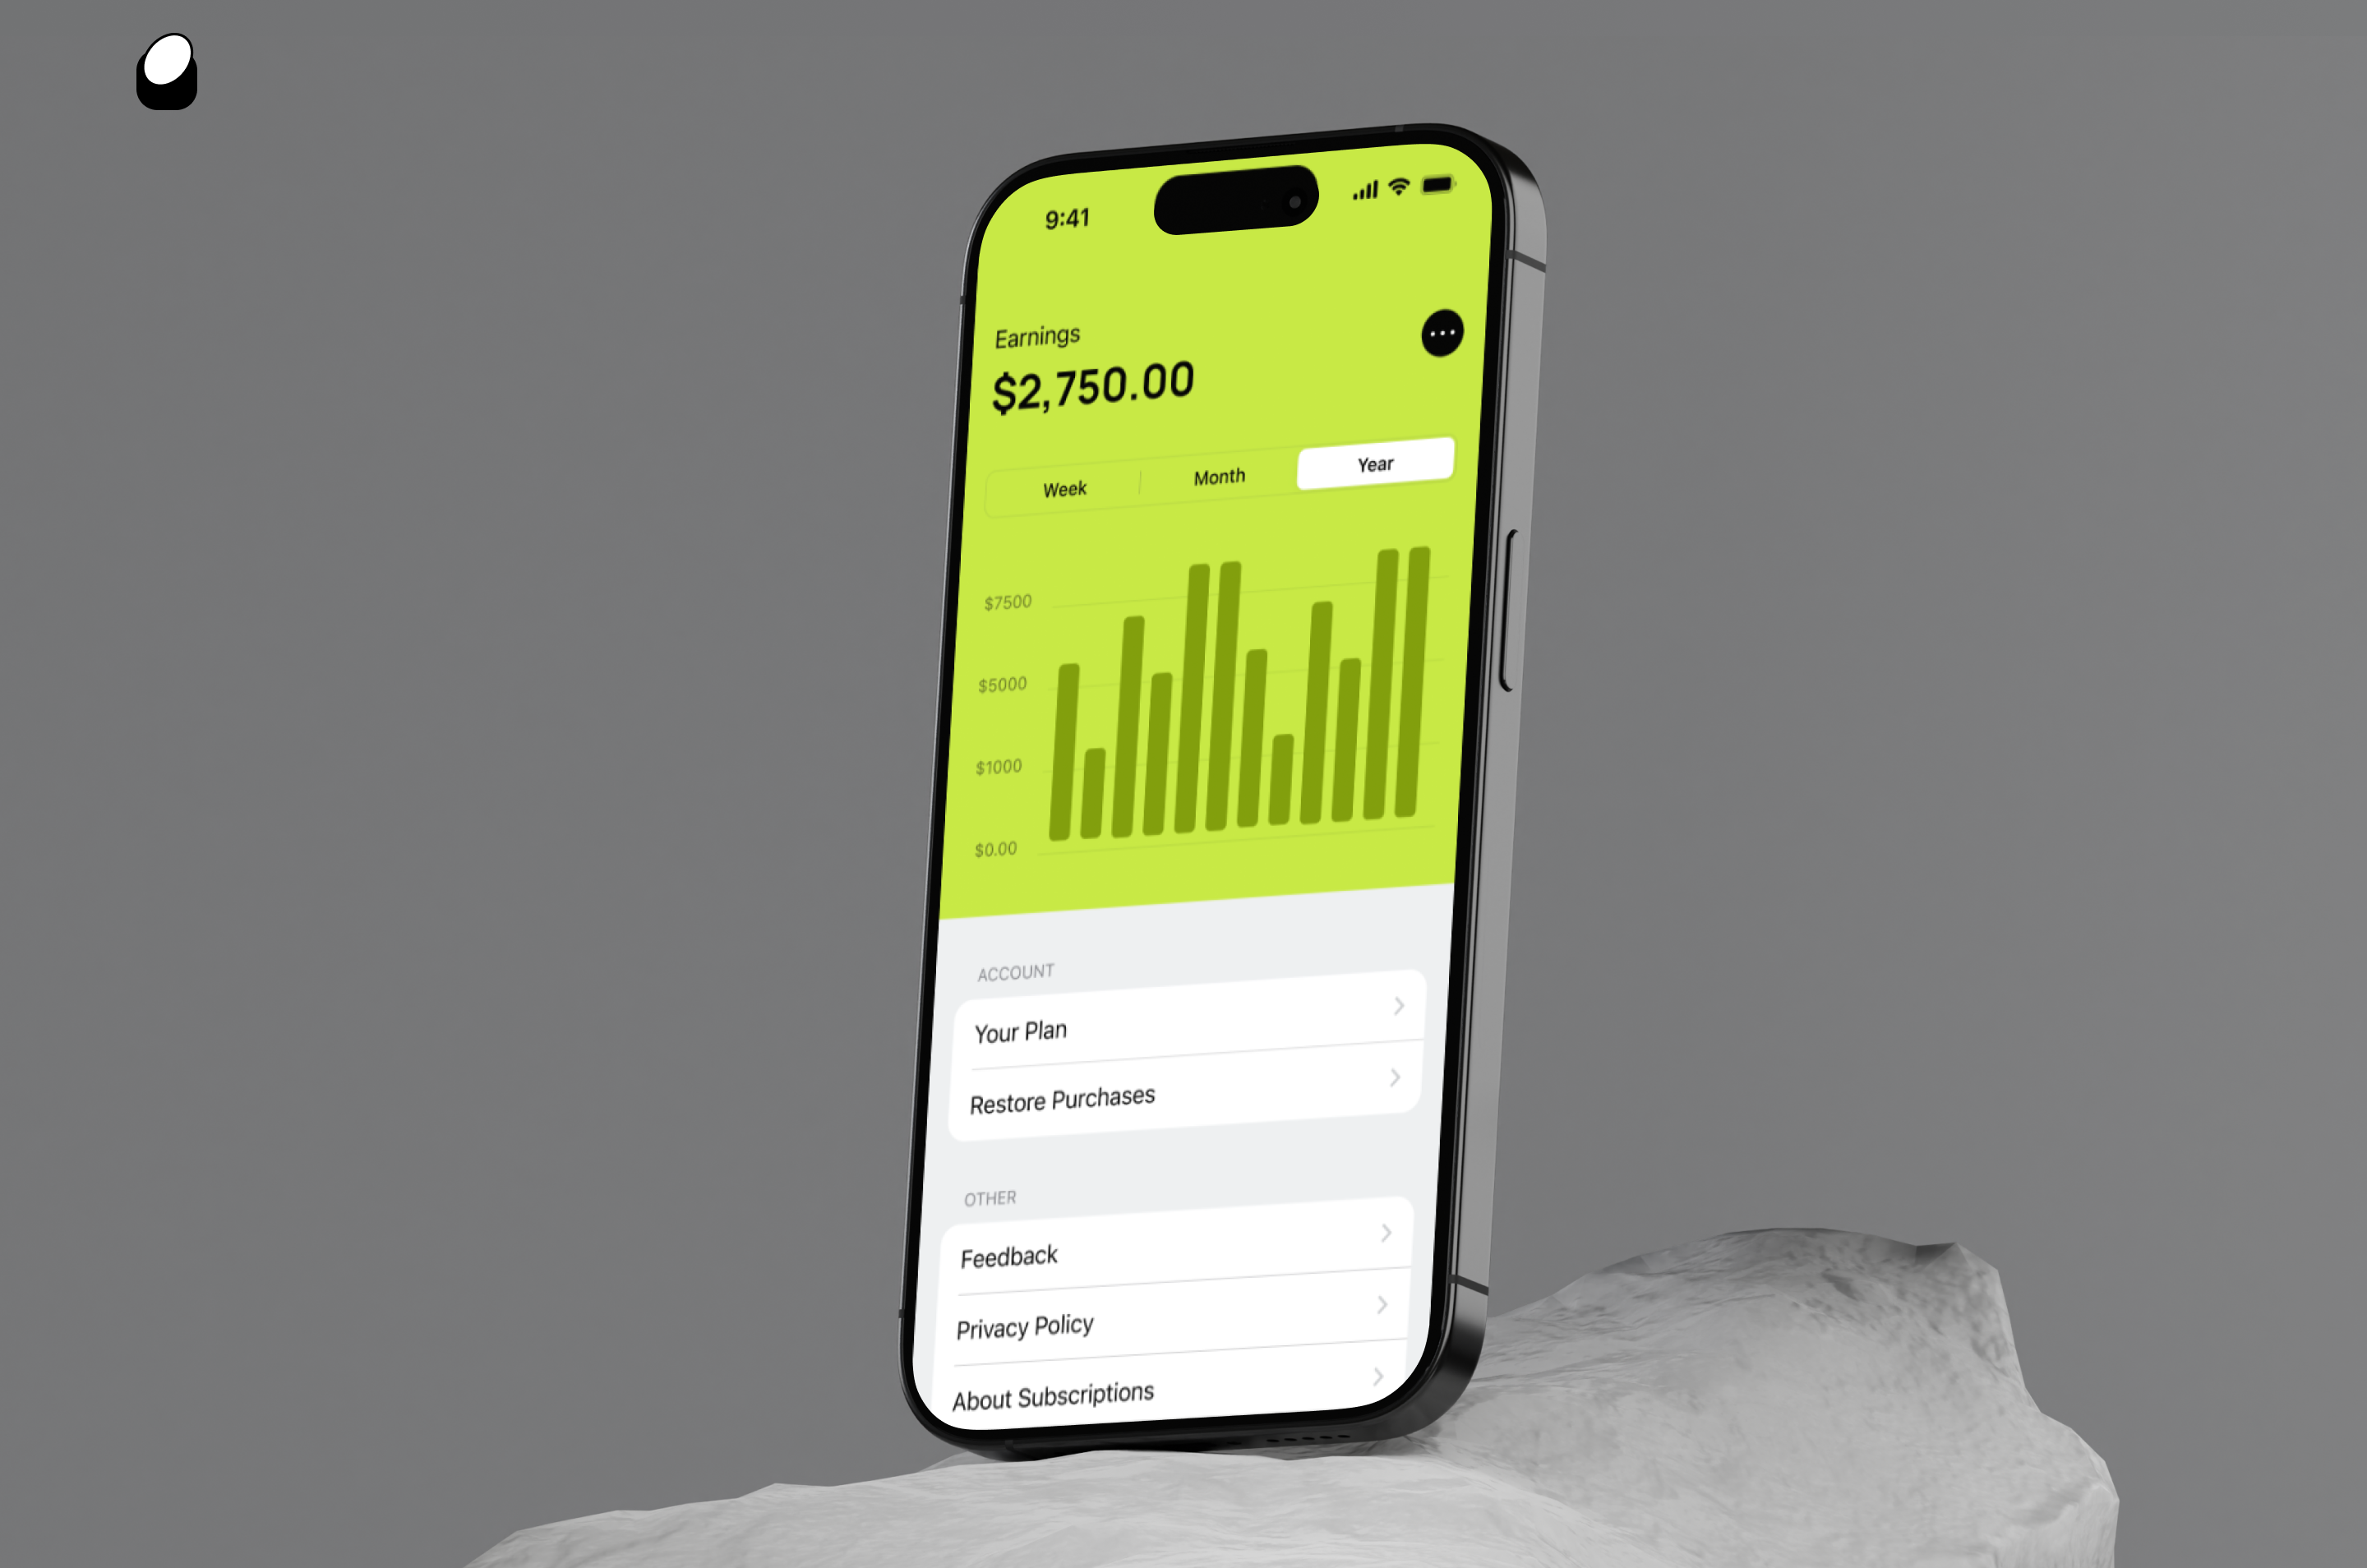 9:41
Earnings
$2,750.00
Week Month Year
$7500
$5000
$1000
$0.00
ACCOUNT
Your Plan
Restore Purchases
OTHER
Feedback
Privacy Policy
About Subscriptions